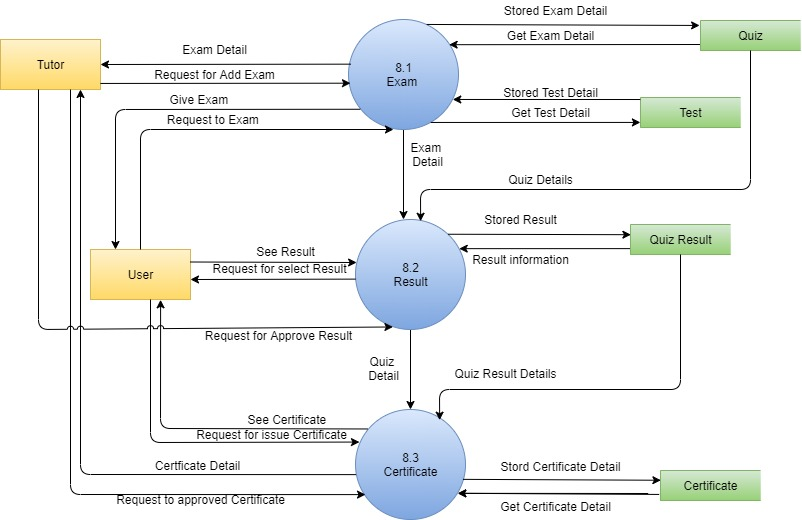 Stored Exam Detail
Get Exam Detail
Quiz
Exam Detail
Tutor
8.1
Exam
Request for Add Exam
Stored Test Detail
Give Exam
Get Test Detail
Test
Request to Exam
Exam
Detail
Quiz Details
Stored Result
Quiz Result
See Result
Result information
User
Request for select Result
8.2
Result
Request for Approve Result
Quiz
Detail
Quiz Result Details
See Certificate
Request for issue Certificate
8.3
Certificate
Certficate Detail
Stord Certificate Detail
Certificate
Request to approved Certificate
Get Certificate Detail